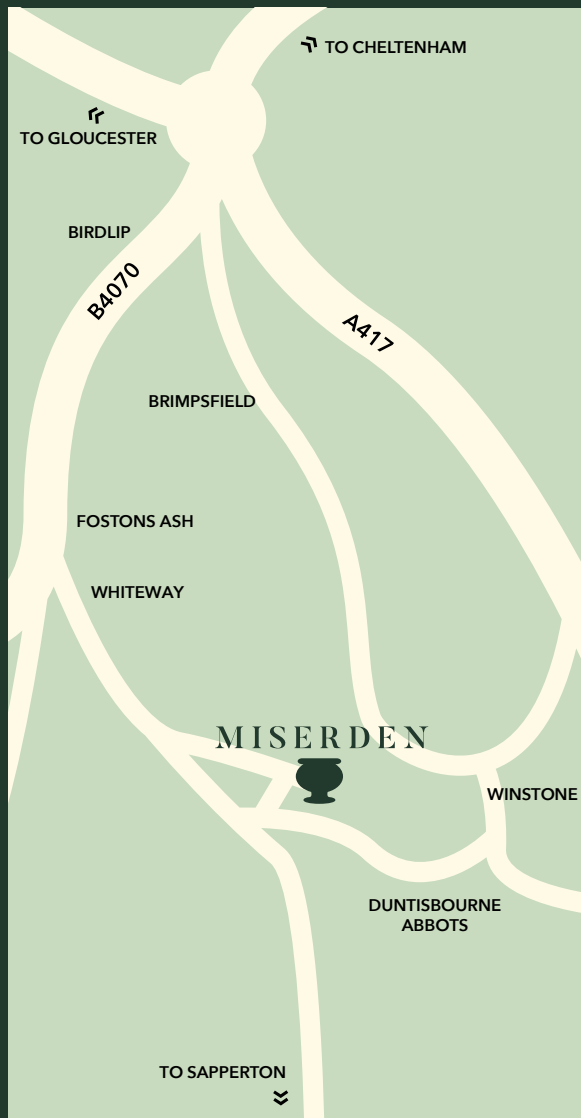 TO CHELTENHAM
TO GLOUCESTER
BIRDLIP
B4070
A417
BRIMPSFIELD
FOSTONS ASH
WHITEWAY
MISERDEN
WINSTONE
DUNTISBOURNE
ABBOTS
TO SAPPERTON